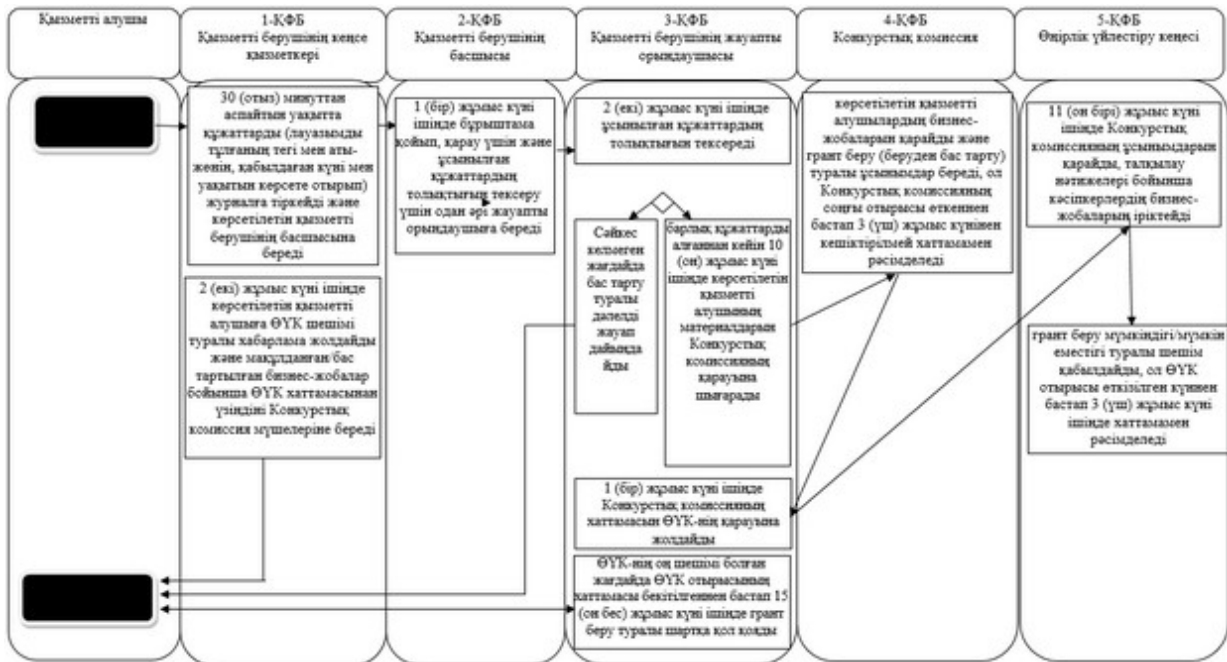 Қызметті алушы
1-ҚФБ
Қызметті берушінің кеңсе
қызметкері
2-ҚФБ
Қызметті берушінің
басшысы
3-ҚФБ
Қызметті берушінің жауапты
орындаушысы
4-ҚФБ
Конкурстық комиссия
5-ҚФБ
Өңірлік үйлестіру кеңесі
30 (отыз) минуттан
аспайтын уақытта
құжаттарды (лауазымды
тұлғаның тегі мен аты-
жөнін, қабылдаған күні мен
уақытын көрсете отырып)
журналға тіркейді және
көрсетілетін қызметті
берушінің басшысына
береді
2 (екі) жұмыс күні ішінде
көрсетілетін қызметті
алушыға ӨҮК шешімі
туралы хабарлама жолдайды
және мақұлданған/бас
тартылған бизнес-жобалар
бойынша ӨҮК хаттамасынан
үзіндіні Конкурстық
комиссия мүшелеріне береді
1 (бір) жұмыс күні
ішінде бұрыштама
қойып, қарау үшін және
ұсынылған
құжаттардың
толықтығын тексеру
үшін одан әрі жауапты
орындаушыға береді
2 (екі) жұмыс күні ішінде
ұсынылған құжаттардың
толықтығын тексереді
Сәйкес
келмеген
жағдайда
бас тарту
туралы
дәлелді
жауап
дайында
йды
барлық құжаттарды
алғаннан кейін 10
(он) жұмыс күні
ішінде көрсетілетін
қызметті
алушының
материалдарын
Конкурстық
комиссияның
қарауына
шығарады
1 (бір) жұмыс күні ішінде
Конкурстық комиссияның
хаттамасын ӨҮК-нің қарауына
жолдайды
ӨҮК-нің оң шешімі болған
жағдайда ӨҮК отырысының
хаттамасы бекітілгеннен бастап 15
(он бес) жұмыс күні ішінде грант
беру туралы шартқа қол қояды
көрсетілетін қызметті
алушылардың бизнес-
жобаларын қарайды және
грант беру (беруден бас тарту)
туралы ұсынымдар береді, ол
Конкурстық комиссияның
соңғы отырысы өткеннен
бастап 3 (үш) жұмыс күнінен
кешіктірілмей хаттамамен
рәсімделеді
11 (он бірі) жұмыс күні
ішінде Конкурстық
комиссияның ұсынымдарын
қарайды, талқылау
нәтижелері бойынша
кәсіпкерлердің бизнес-
жобаларын іріктейді
грант беру мүмкіндігі/мүмкін
еместігі туралы шешім
қабылдайды, ол ӨҮК
отырысы өткізілген күннен
бастап 3 (үш) жұмыс күні
ішінде хаттамамен
рәсімделеді